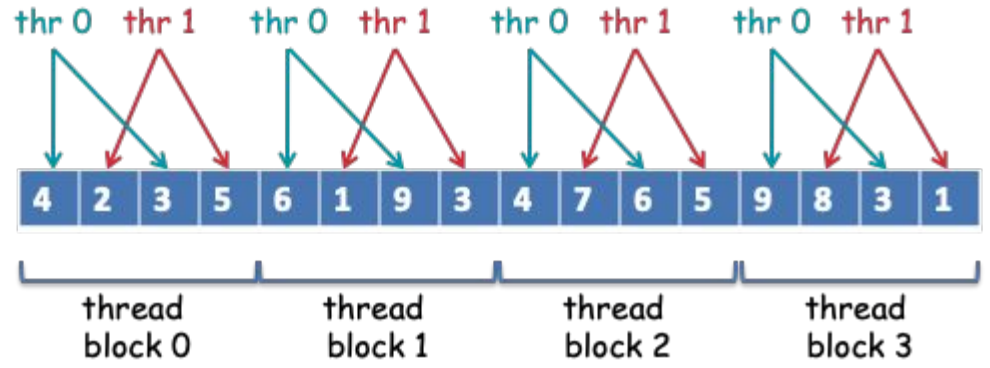 thr 0 thr 1 thr 0 thr 1 thr 0 thr 1 thr 0 thr 1
4 2 3 5 6 1 9 3 4 7 6 5 9 8 3 1
thread thread thread thread
block 0 block 1 block 2 block 3